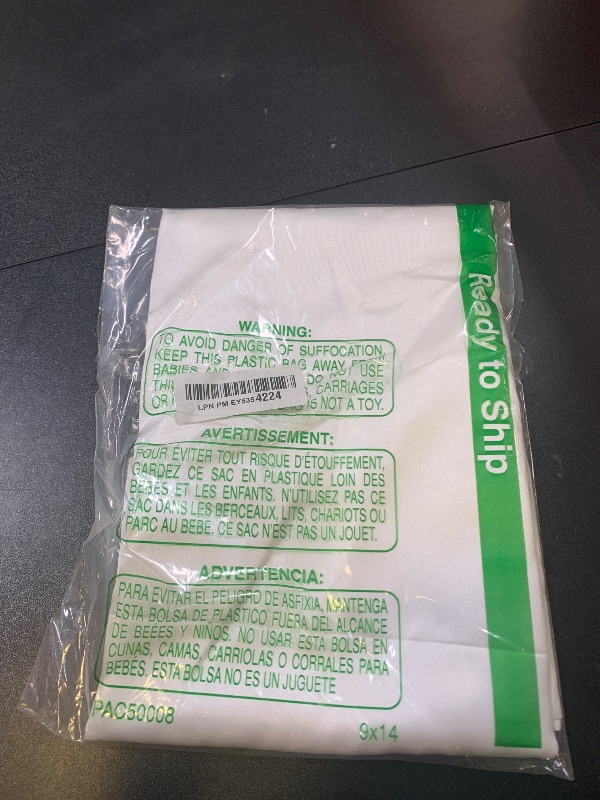 WARNING:
TO AVOID DANGER OF SUFFOCATION,
KEEP THIS PLASTIC BAG AWAY
BABIES AND DO NOT USE
THIS CARRIAGES
IS NOT A TOY.
LPN PM EY5354224
AVERTISSEMENT:
POUR ÉVITER TOUT RISQUE D'ÉTOUFFEMENT,
GARDEZ CE SAC EN PLASTIQUE LOIN DES
BÉBÉS ET LES ENFANTS. N'UTILISEZ PAS CE
SAC DANS LES BERCEAUX, LITS, CHARIOTS OU
PARC AU BÉBÉ. CE SAC N'EST PAS UN JOUET.
ADVERTENCIA:
PARA EVITAR EL PELIGRO DE ASFIXIA, MANTENGA
ESTA BOLSA DE PLASTICO FUERA DEL ALCANCE
DE BEBES Y NIÑOS. NO USAR ESTA BOLSA EN
CUNAS, CAMAS, CARRIOLAS O CORRALES PARA
BEBÉS. ESTA BOLSA NO ES UN JUGUETE
PAC50008
9x14
Ready to Ship